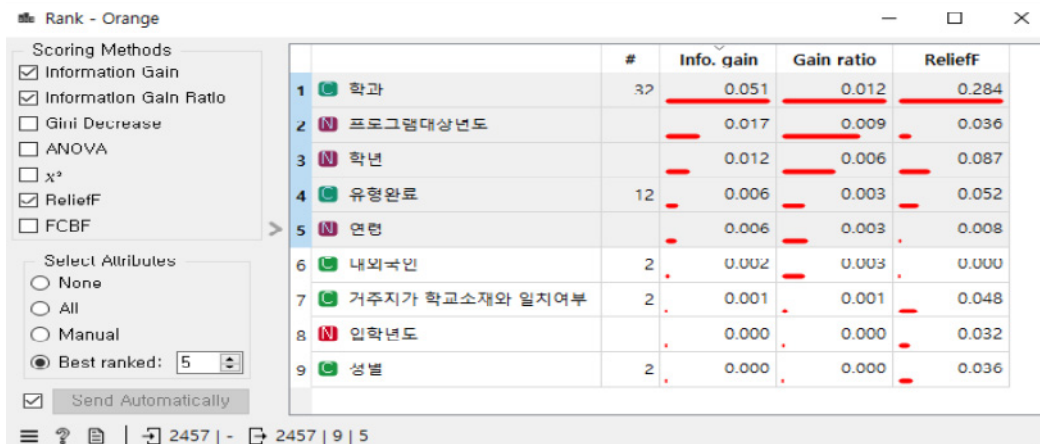 Rank - Orange
Scoring Methods
Information Gain
Information Gain Ratio
Gini Decrease
ANOVA
χ²
ReliefF
FCBF
Select Attributes
None
All
Manual
Best ranked: 5
Send Automatically
# Info. gain Gain ratio ReliefF
1 C 학과 32 0.051 0.012 0.284
2 N 프로그램대상년도 0.017 0.009 0.036
3 N 학년 0.012 0.006 0.087
4 C 유형완료 12 0.006 0.003 0.052
5 N 연령 0.006 0.003 0.008
6 C 내외국인 2 0.002 0.003 0.000
7 C 거주지가 학교소재와 일치여부 2 0.001 0.001 0.048
8 N 입학년도 0.000 0.000 0.032
9 C 성별 2 0.000 0.000 0.036
2457 | - 2457 | 9 | 5